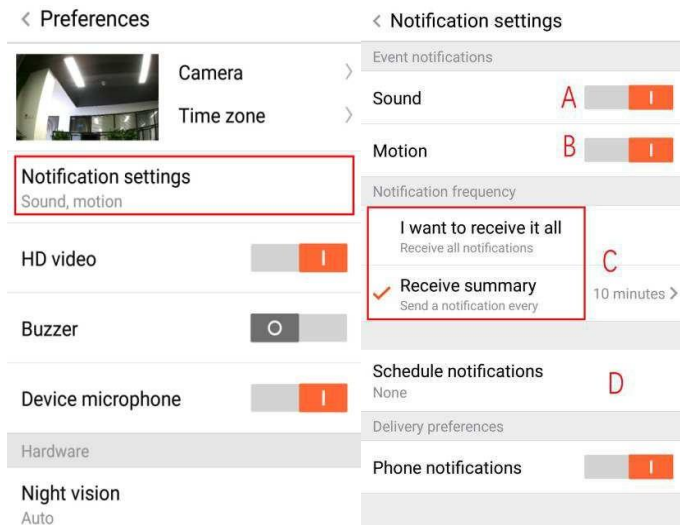 Preferences
Camera
Time zone
Notification settings
Sound, motion
HD video
Buzzer
Device microphone
Hardware
Night vision
Auto
Notification settings
Event notifications
Sound A
Motion B
Notification frequency
I want to receive it all
Receive all notifications
C
Receive summary
10 minutes
Send a notification every
Schedule notifications
None
D
Delivery preferences
Phone notifications